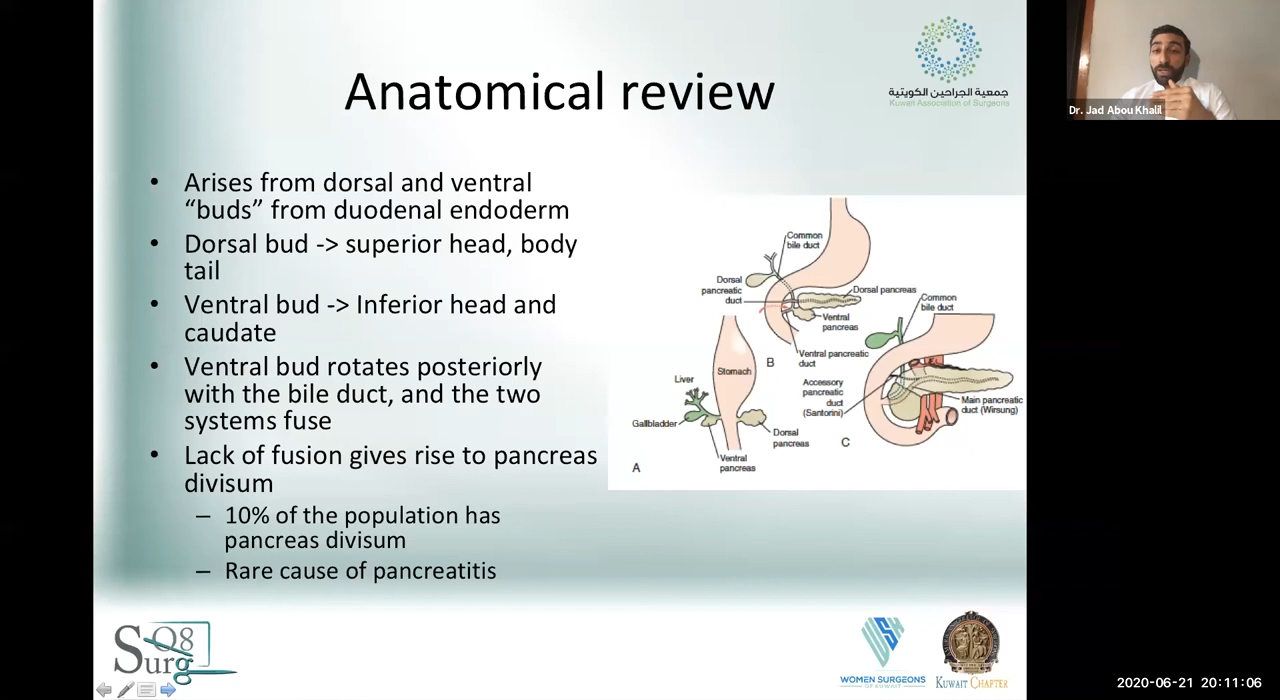 Anatomical review
جمعية الجراحين الكويتية
Kuwait Association of Surgeons
Dr. Jad Abou Khalil
• Arises from dorsal and ventral
“buds” from duodenal endoderm
• Dorsal bud -> superior head, body
tail
• Ventral bud -> Inferior head and
caudate
• Ventral bud rotates posteriorly
with the bile duct, and the two
systems fuse
• Lack of fusion gives rise to pancreas
divisum
– 10% of the population has
pancreas divisum
– Rare cause of pancreatitis
Common
bile duct
Dorsal
pancreatic
duct
Dorsal pancreas
Ventral
pancreas
Ventral pancreatic
duct
B
Common
bile duct
Accessory
pancreatic
duct
(Santorini)
Main pancreatic
duct (Wirsung)
C
Stomach
Liver
Gallbladder
Dorsal
pancreas
Ventral
pancreas
A
Q8
Surg
WOMEN SURGEONS
OF KUWAIT
KUWAIT CHAPTER
2020-06-21 20:11:06